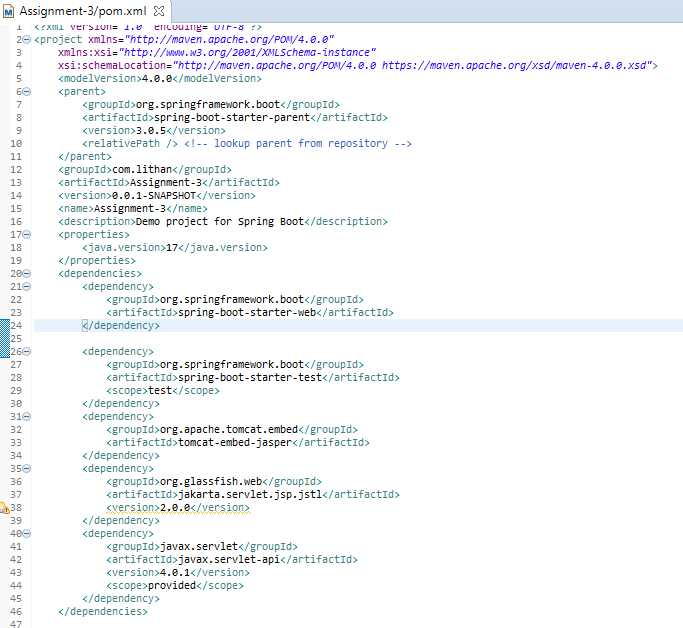 Assignment-3/pom.xml
1 <?xml version="1.0" encoding="UTF-8"?>
2 <project xmlns="http://maven.apache.org/POM/4.0.0"
3     xmlns:xsi="http://www.w3.org/2001/XMLSchema-instance"
4     xsi:schemaLocation="http://maven.apache.org/POM/4.0.0 https://maven.apache.org/xsd/maven-4.0.0.xsd">
5     <modelVersion>4.0.0</modelVersion>
6     <parent>
7         <groupId>org.springframework.boot</groupId>
8         <artifactId>spring-boot-starter-parent</artifactId>
9         <version>3.0.5</version>
10         <relativePath /> <!-- lookup parent from repository -->
11     </parent>
12     <groupId>com.lithan</groupId>
13     <artifactId>Assignment-3</artifactId>
14     <version>0.0.1-SNAPSHOT</version>
15     <name>Assignment-3</name>
16     <description>Demo project for Spring Boot</description>
17     <properties>
18         <java.version>17</java.version>
19     </properties>
20     <dependencies>
21         <dependency>
22             <groupId>org.springframework.boot</groupId>
23             <artifactId>spring-boot-starter-web</artifactId>
24         </dependency>
25
26         <dependency>
27             <groupId>org.springframework.boot</groupId>
28             <artifactId>spring-boot-starter-test</artifactId>
29             <scope>test</scope>
30         </dependency>
31         <dependency>
32             <groupId>org.apache.tomcat.embed</groupId>
33             <artifactId>tomcat-embed-jasper</artifactId>
34         </dependency>
35         <dependency>
36             <groupId>org.glassfish.web</groupId>
37             <artifactId>jakarta.servlet.jsp.jstl</artifactId>
38             <version>2.0.0</version>
39         </dependency>
40         <dependency>
41             <groupId>javax.servlet</groupId>
42             <artifactId>javax.servlet-api</artifactId>
43             <version>4.0.1</version>
44             <scope>provided</scope>
45         </dependency>
46     </dependencies>
47